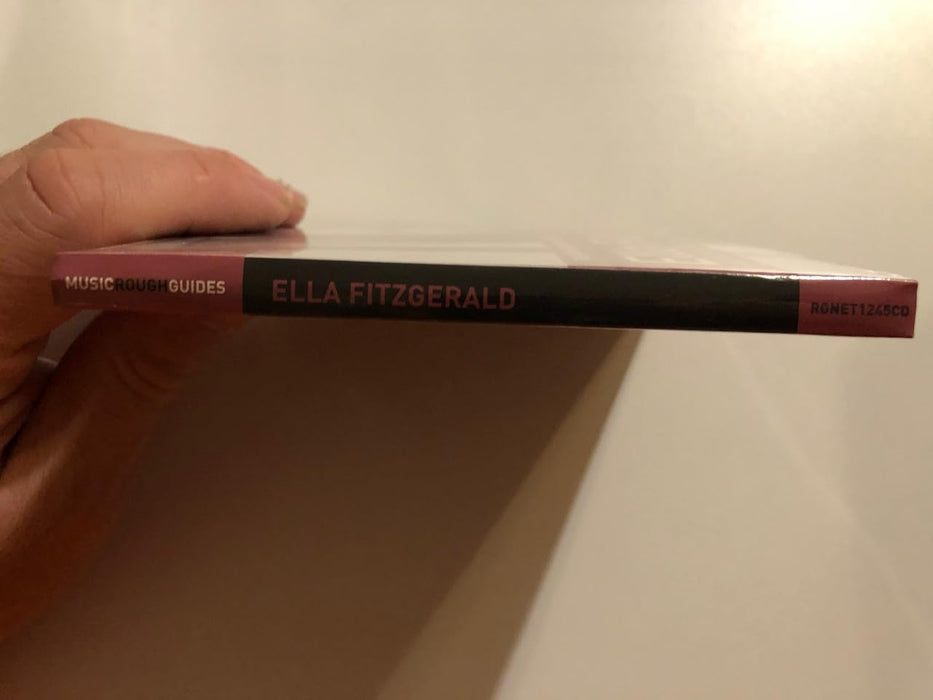 MUSICROUGHGUIDES
ELLA FITZGERALD
RGNET1245CD